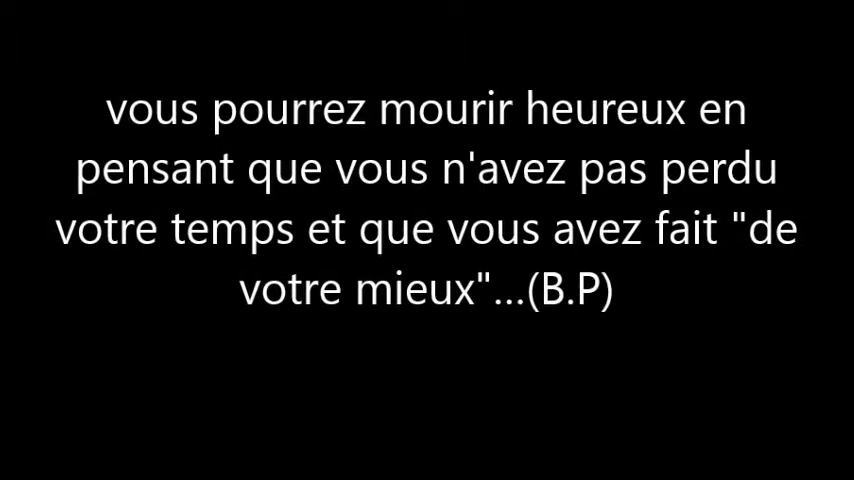 vous pourrez mourir heureux en
pensant que vous n'avez pas perdu
votre temps et que vous avez fait "de
votre mieux"...(B.P)